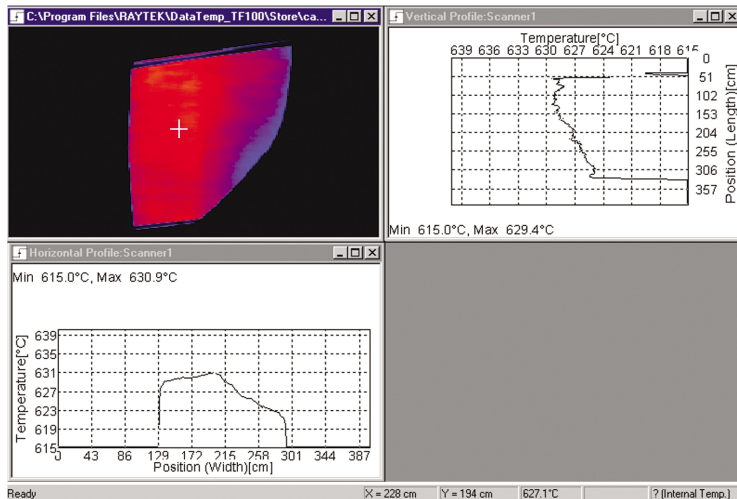 C:\Program Files\RAYTEK\DataTemp_TF100\Store\ca...
Vertical Profile:Scanner1
Temperature[°C]
639 636 633 630 627 624 621 618
0
51
102
153
204
255
306
357
Position (Length)[cm]
Min 615.0°C, Max 629.4°C
Horizontal Profile:Scanner1
Min 615.0°C, Max 630.9°C
Temperature[°C]
639
635
631
627
623
619
615
0 43 86 129 172 215 258 301 344 387
Position (Width)[cm]
Ready
X = 228 cm
Y = 194 cm
627.1°C
? (Internal Temp.)